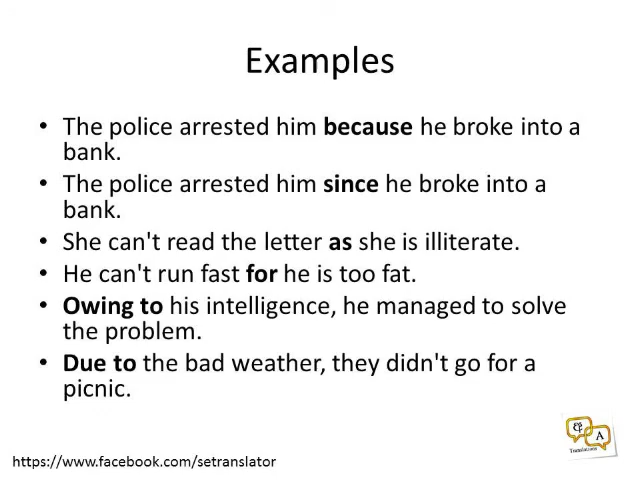 Examples
• The police arrested him because he broke into a
bank.
• The police arrested him since he broke into a
bank.
• She can't read the letter as she is illiterate.
• He can't run fast for he is too fat.
• Owing to his intelligence, he managed to solve
the problem.
• Due to the bad weather, they didn't go for a
picnic.
A
Translations
https://www.facebook.com/setranslator